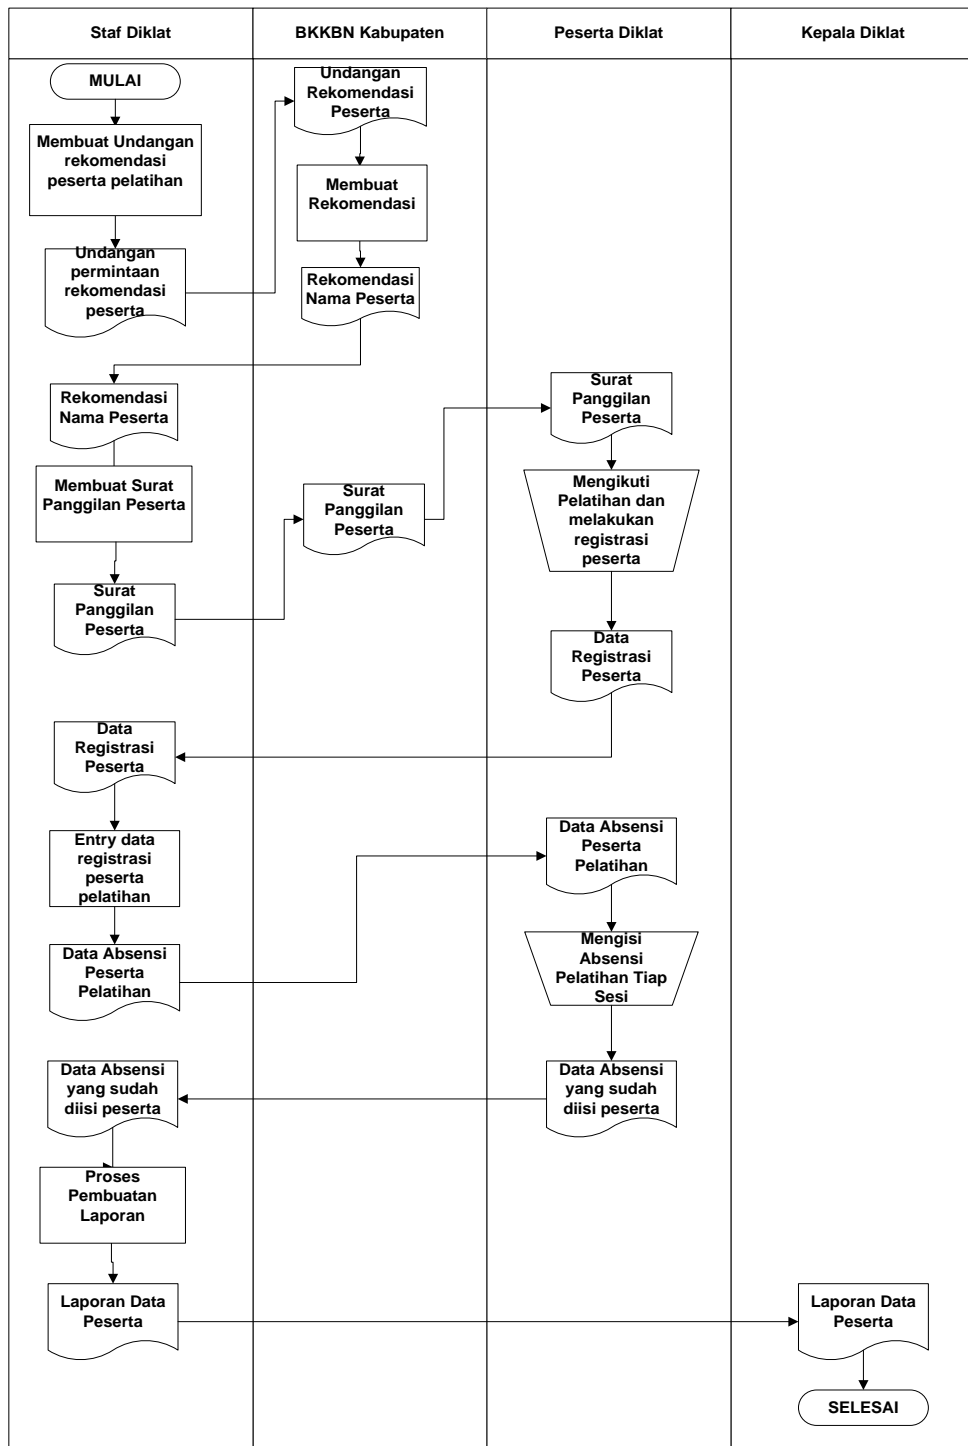 Staf Diklat
BKKBN Kabupaten
Peserta Diklat
Kepala Diklat
MULAI
Membuat Undangan
rekomendasi
peserta pelatihan
Undangan
permintaan
rekomendasi
peserta
Undangan
Rekomendasi
Peserta
Membuat
Rekomendasi
Rekomendasi
Nama Peserta
Rekomendasi
Nama Peserta
Membuat Surat
Panggilan Peserta
Surat
Panggilan
Peserta
Surat
Panggilan
Peserta
Surat
Panggilan
Peserta
Mengikuti
Pelatihan dan
melakukan
registrasi
peserta
Data
Registrasi
Peserta
Data
Registrasi
Peserta
Entry data
registrasi
peserta
pelatihan
Data Absensi
Peserta
Pelatihan
Data Absensi
Peserta
Pelatihan
Mengisi
Absensi
Pelatihan Tiap
Sesi
Data Absensi
yang sudah
diisi peserta
Data Absensi
yang sudah
diisi peserta
Proses
Pembuatan
Laporan
Laporan Data
Peserta
Laporan Data
Peserta
SELESAI